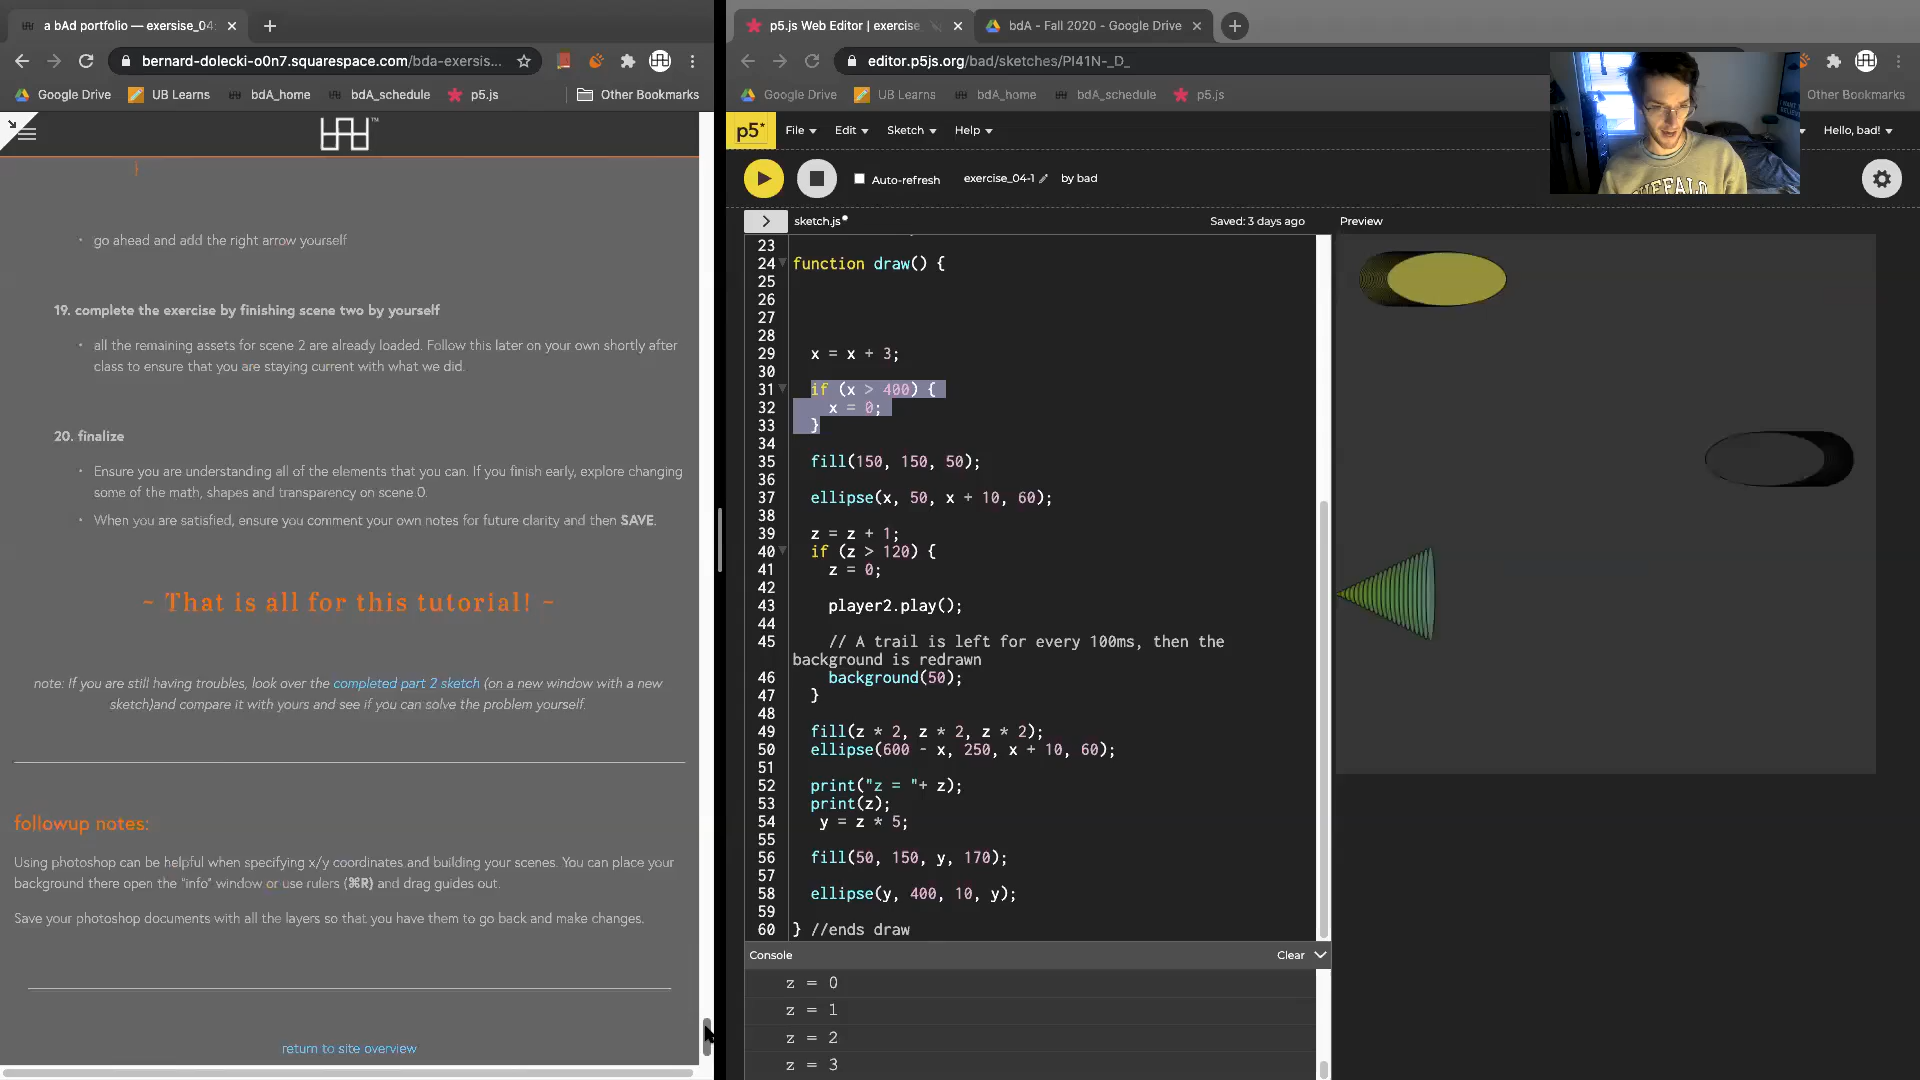 a bAd portfolio — exersise_04:
p5.js Web Editor | exercise
bdA - Fall 2020 - Google Drive
bernard-dolecki-o0n7.squarespace.com/bda-exersis...
editor.p5js.org/bad/sketches/PI41N-_D_
Google Drive
UB Learns
bdA_home
bdA_schedule
p5.js
Other Bookmarks
Google Drive
UB Learns
bdA_home
bdA_schedule
p5.js
Other Bookmarks
TM
• go ahead and add the right arrow yourself
19. complete the exercise by finishing scene two by yourself
• all the remaining assets for scene 2 are already loaded. Follow this later on your own shortly after
class to ensure that you are staying current with what we did.
20. finalize
• Ensure you are understanding all of the elements that you can. If you finish early, explore changing
some of the math, shapes and transparency on scene 0.
• When you are satisfied, ensure you comment your own notes for future clarity and then SAVE.
~ That is all for this tutorial! ~
note: If you are still having troubles, look over the completed part 2 sketch (on a new window with a new
sketch)and compare it with yours and see if you can solve the problem yourself.
followup notes:
Using photoshop can be helpful when specifying x/y coordinates and building your scenes. You can place your
background there open the "info" window or use rulers (⌘R) and drag guides out.
Save your photoshop documents with all the layers so that you have them to go back and make changes.
return to site overview
p5*
File
Edit
Sketch
Help
Hello, bad!
Auto-refresh
exercise_04-1
by bad
sketch.js
Saved: 3 days ago
Preview
23
24 function draw() {
25
26
27
28
29 x = x + 3;
30
31 if (x > 400) {
32 x = 0;
33 }
34
35 fill(150, 150, 50);
36
37 ellipse(x, 50, x + 10, 60);
38
39 z = z + 1;
40 if (z > 120) {
41 z = 0;
42
43 player2.play();
44
45 // A trail is left for every 100ms, then the
background is redrawn
46 background(50);
47 }
48
49 fill(z * 2, z * 2, z * 2);
50 ellipse(600 - x, 250, x + 10, 60);
51
52 print("z = "+ z);
53 print(z);
54 y = z * 5;
55
56 fill(50, 150, y, 170);
57
58 ellipse(y, 400, 10, y);
59
60 } //ends draw
Console
Clear
z = 0
z = 1
z = 2
z = 3